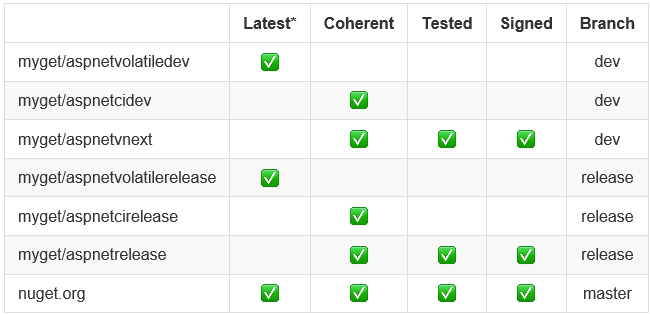 Latest* Coherent Tested Signed Branch
myget/aspnetvolatiledev ✅ dev
myget/aspnetcidev ✅ dev
myget/aspnetvnext ✅ ✅ ✅ dev
myget/aspnetvolatilerelease ✅ release
myget/aspnetcirelease ✅ release
myget/aspnetrelease ✅ ✅ ✅ release
nuget.org ✅ ✅ ✅ ✅ master